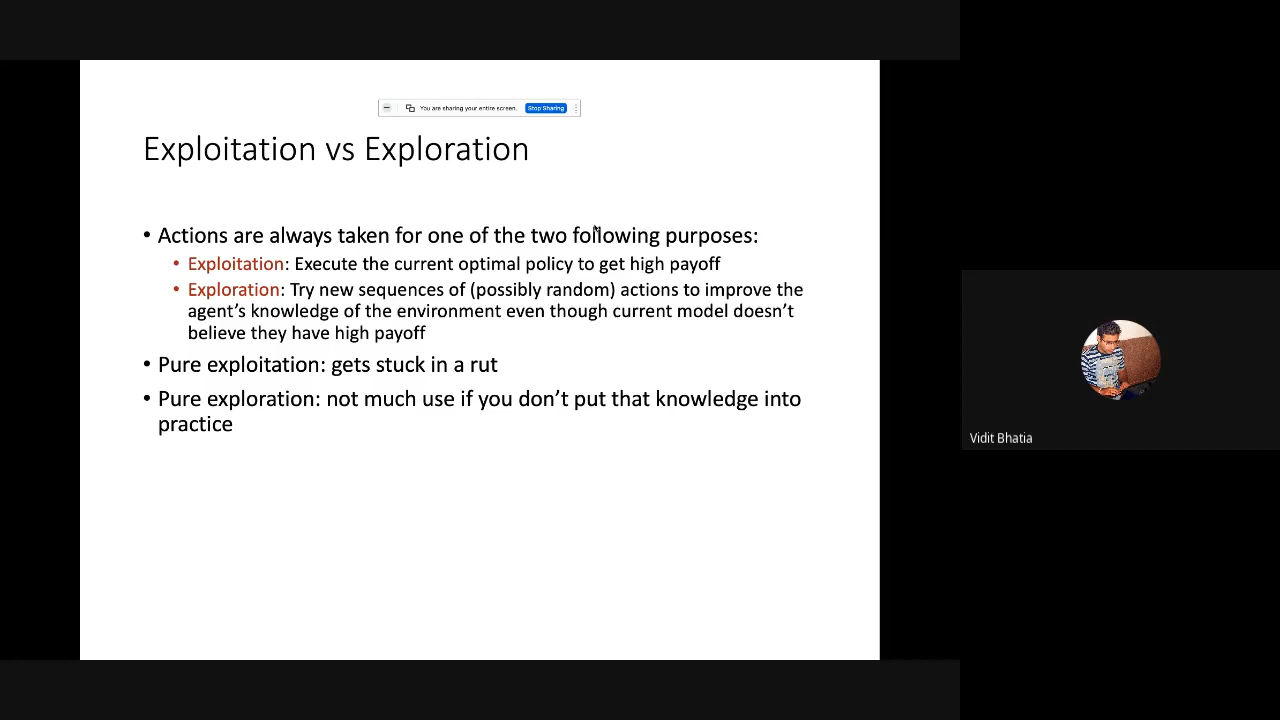 You are sharing your entire screen. Stop Sharing
Exploitation vs Exploration
• Actions are always taken for one of the two following purposes:
• Exploitation: Execute the current optimal policy to get high payoff
• Exploration: Try new sequences of (possibly random) actions to improve the
agent’s knowledge of the environment even though current model doesn’t
believe they have high payoff
• Pure exploitation: gets stuck in a rut
• Pure exploration: not much use if you don’t put that knowledge into
practice
Vidit Bhatia